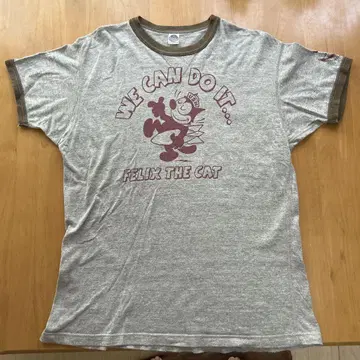 WE CAN DO IT...
FELIX THE CAT